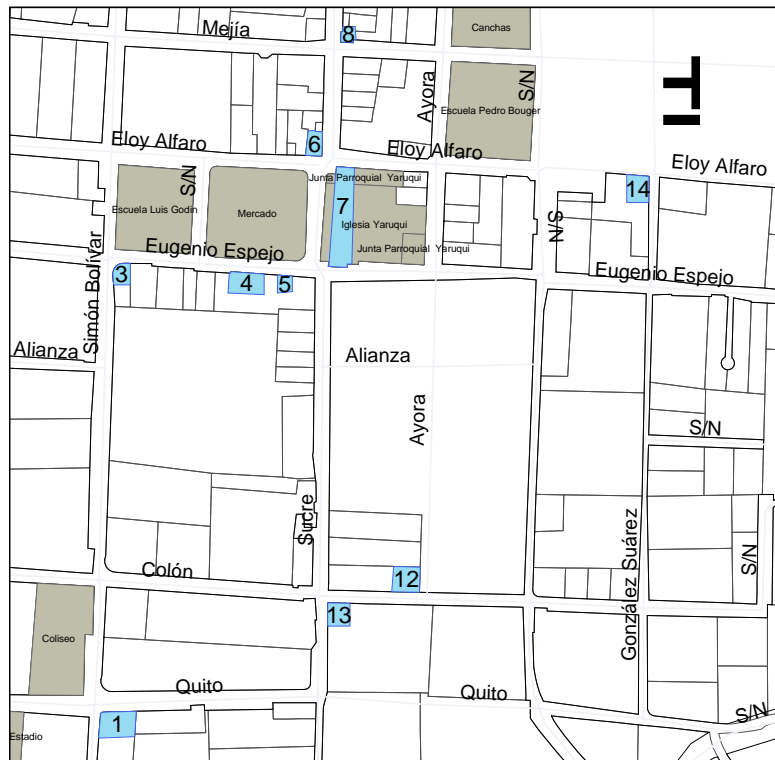 Mejía
8
Canchas
Ayora
S/N
Escuela Pedro Bouger
Eloy Alfaro
6
Eloy Alfaro
Eloy Alfaro
S/N
Junta Parroquial Yaruqui
14
Escuela Luis Godin
Mercado
7
Iglesia Yaruqui
S/N
Simón Bolívar
Eugenio Espejo
Junta Parroquial Yaruqui
3
4
5
Eugenio Espejo
Alianza
Alianza
Ayora
S/N
Sucre
González Suárez
S/N
Colón
12
13
Coliseo
Quito
Quito
1
S/N
Estadio